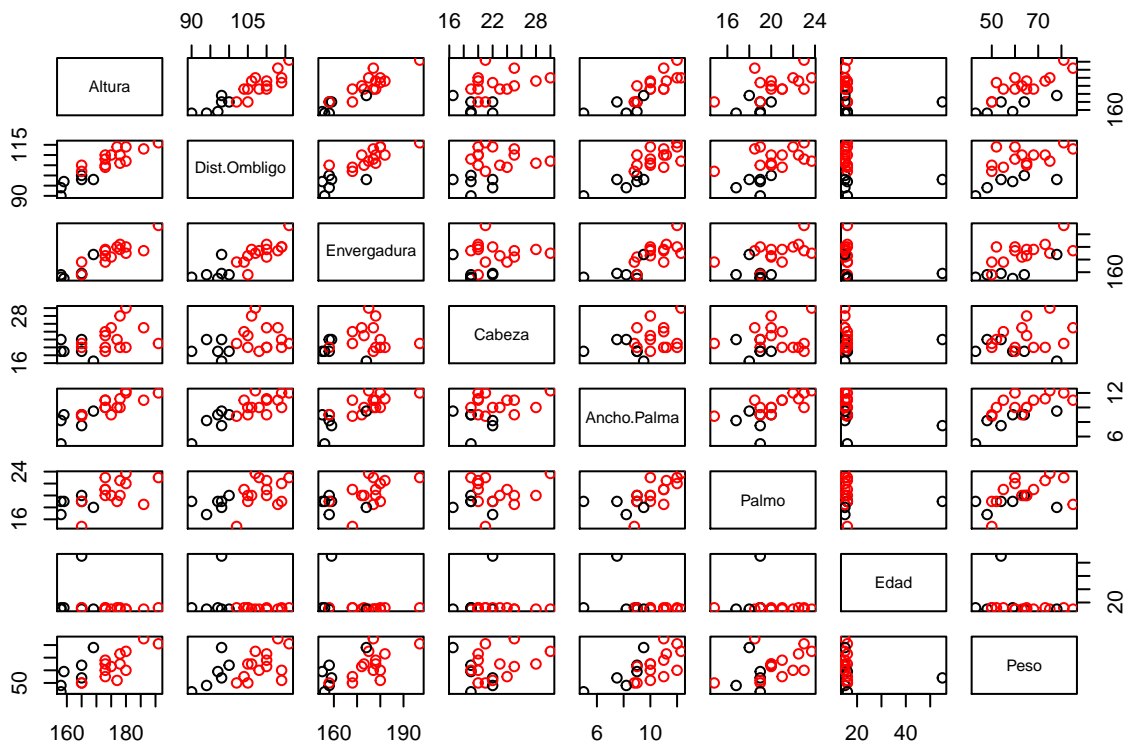 90 105 16 22 28 16 20 24 50 70
Altura 160
90 115 Dist.Ombligo
Envergadura 160
16 28 Cabeza
Ancho.Palma 6 12
16 24 Palmo
Edad 20
50 Peso
160 180 160 190 6 10 20 40